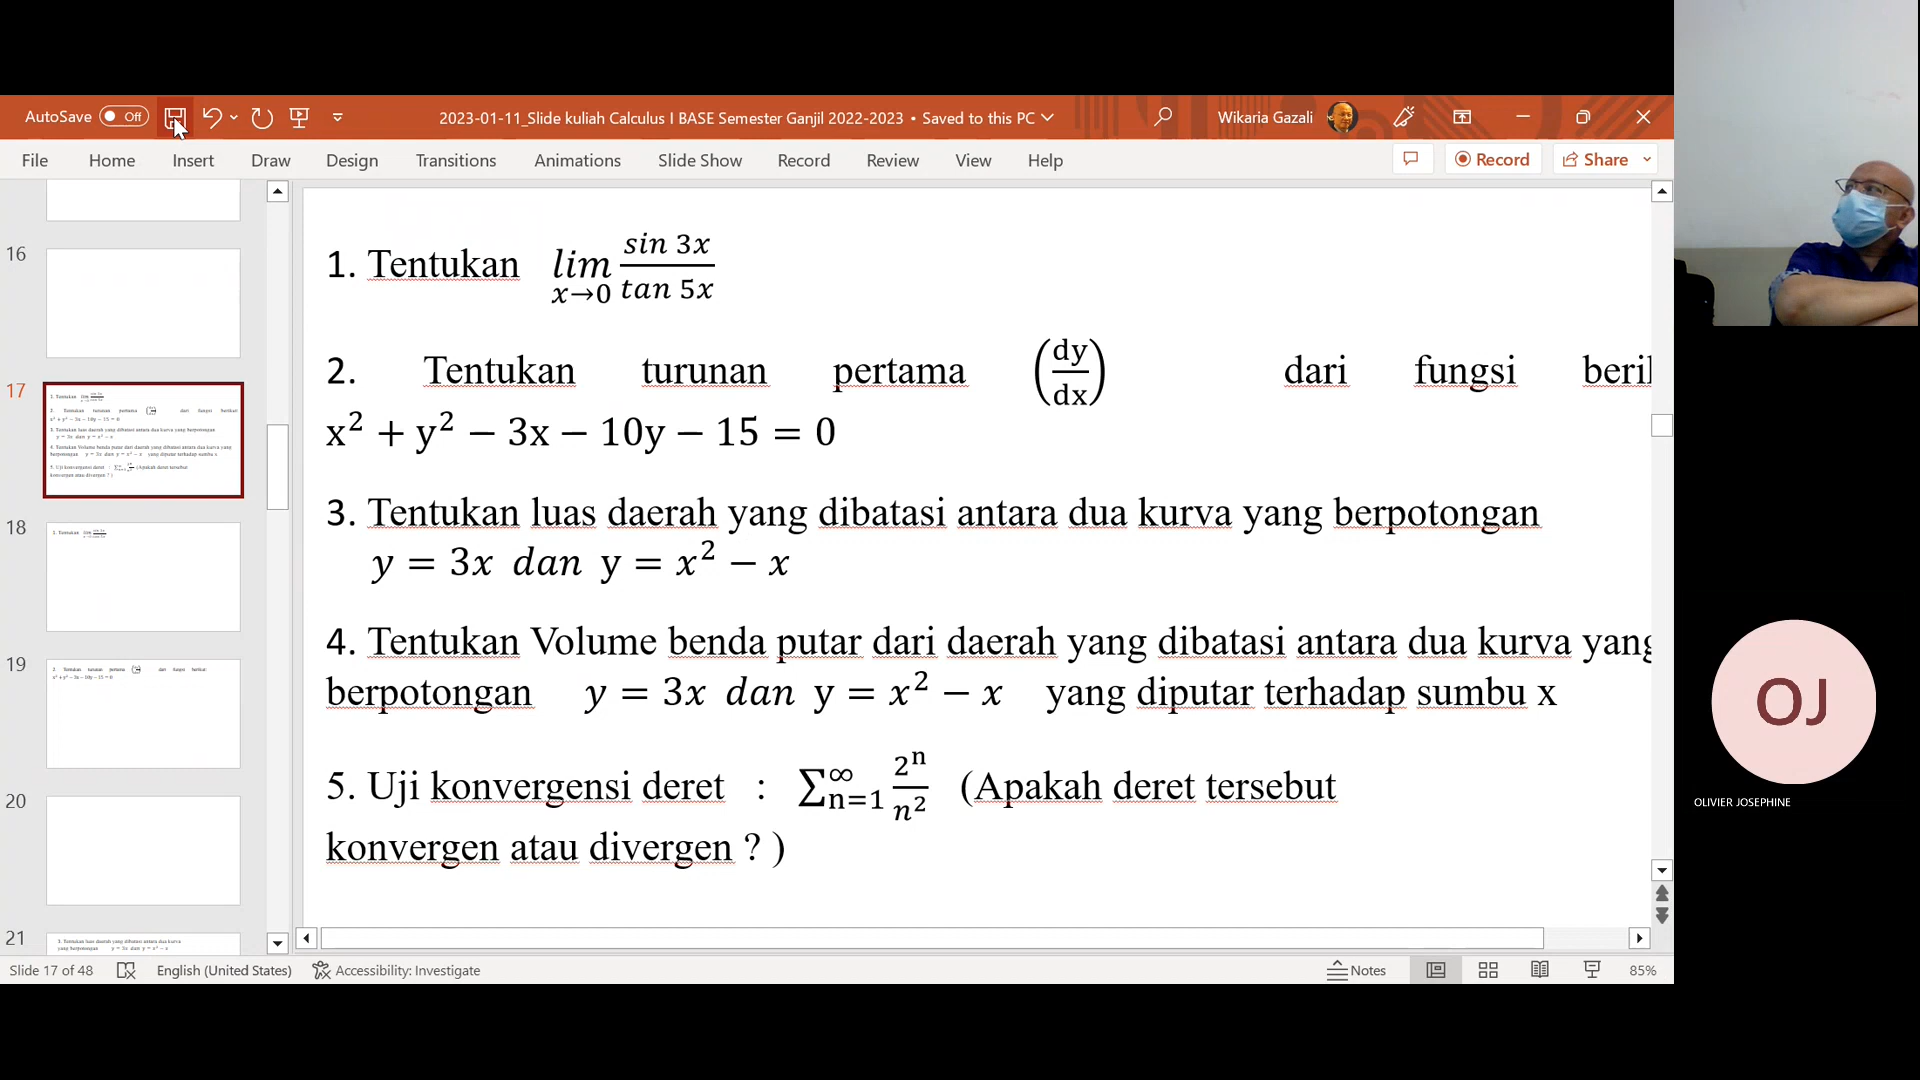 AutoSave Off 2023-01-11_Slide kuliah Calculus I BASE Semester Ganjil 2022-2023 • Saved to this PC Wikaria Gazali
File Home Insert Draw Design Transitions Animations Slide Show Record Review View Help Record Share
16
17
18
19
20
21
1. Tentukan lim x→0 sin 3x / tan 5x
2. Tentukan turunan pertama (dy/dx) dari fungsi
x² + y² − 3x − 10y − 15 = 0
3. Tentukan luas daerah yang dibatasi antara dua kurva yang berpotongan
y = 3x dan y = x² − x
4. Tentukan Volume benda putar dari daerah yang dibatasi antara dua kurva yang
berpotongan y = 3x dan y = x² − x yang diputar terhadap sumbu x
5. Uji konvergensi deret : ∑ n=1 ∞ 2ⁿ / n² (Apakah deret tersebut
konvergen atau divergen ? )
OJ
OLIVIER JOSEPHINE
Slide 17 of 48 English (United States) Accessibility: Investigate Notes 85%